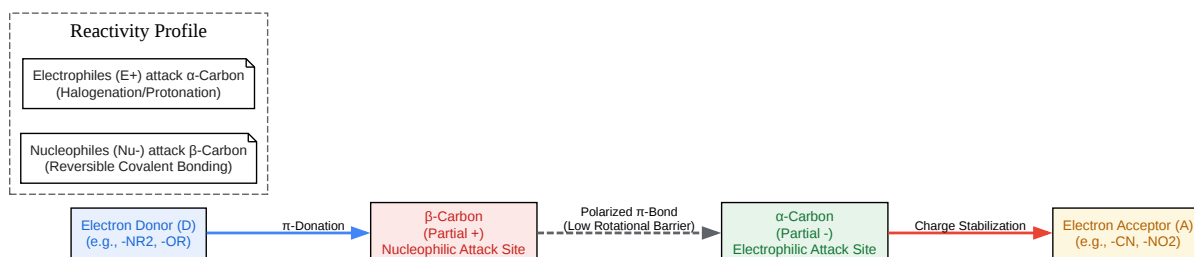 Reactivity Profile
Electrophiles (E+) attack α-Carbon
(Halogenation/Protonation)
Nucleophiles (Nu-) attack β-Carbon
(Reversible Covalent Bonding)
Electron Donor (D)
(e.g., -NR2, -OR)
π-Donation
β-Carbon
(Partial +)
Nucleophilic Attack Site
Polarized π-Bond
(Low Rotational Barrier)
α-Carbon
(Partial -)
Electrophilic Attack Site
Charge Stabilization
Electron Acceptor (A)
(e.g., -CN, -NO2)